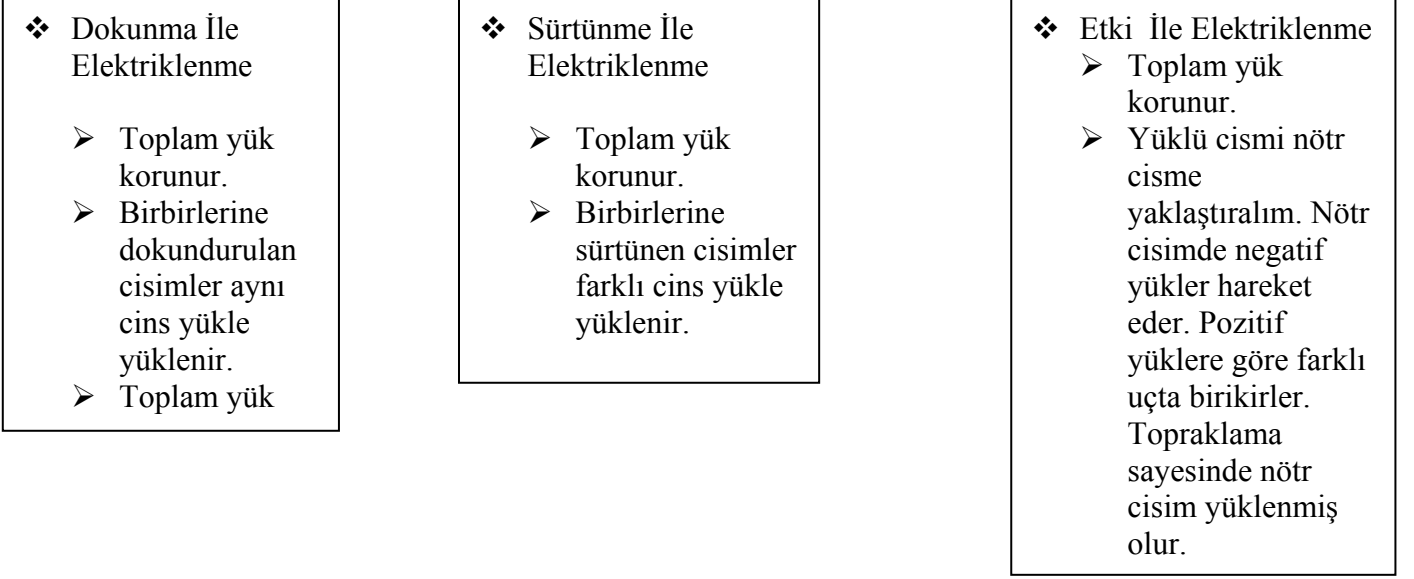 ❖ Dokunma İle
Elektriklenme
➢ Toplam yük
korunur.
➢ Birbirlerine
dokundurulan
cisimler aynı
cins yükle
yüklenir.
➢ Toplam yük
❖ Sürtünme İle
Elektriklenme
➢ Toplam yük
korunur.
➢ Birbirlerine
sürtünen cisimler
farklı cins yükle
yüklenir.
❖ Etki İle Elektriklenme
➢ Toplam yük
korunur.
➢ Yüklü cismi nötr
cisme
yaklaştıralım. Nötr
cisimde negatif
yükler hareket
eder. Pozitif
yüklere göre farklı
uçta birikirler.
Topraklama
sayesinde nötr
cisim yüklenmiş
olur.